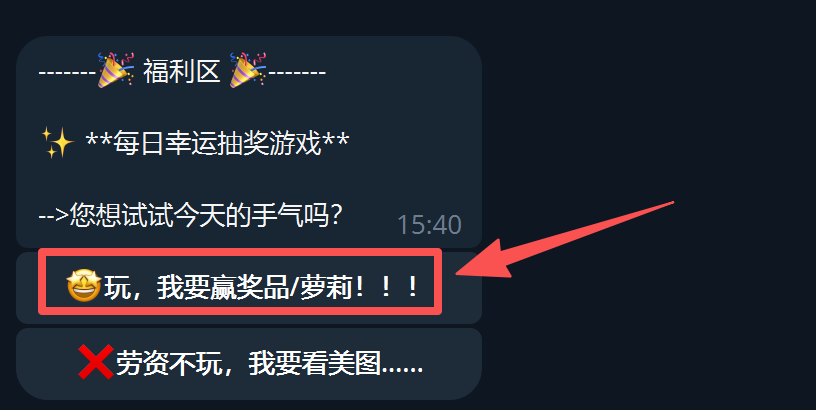 -------🎉 福利区 🎉-------
✨ **每日幸运抽奖游戏**
-->您想试试今天的手气吗?
15:40
🤩玩，我要赢奖品/萝莉！！！
❌劳资不玩，我要看美图......